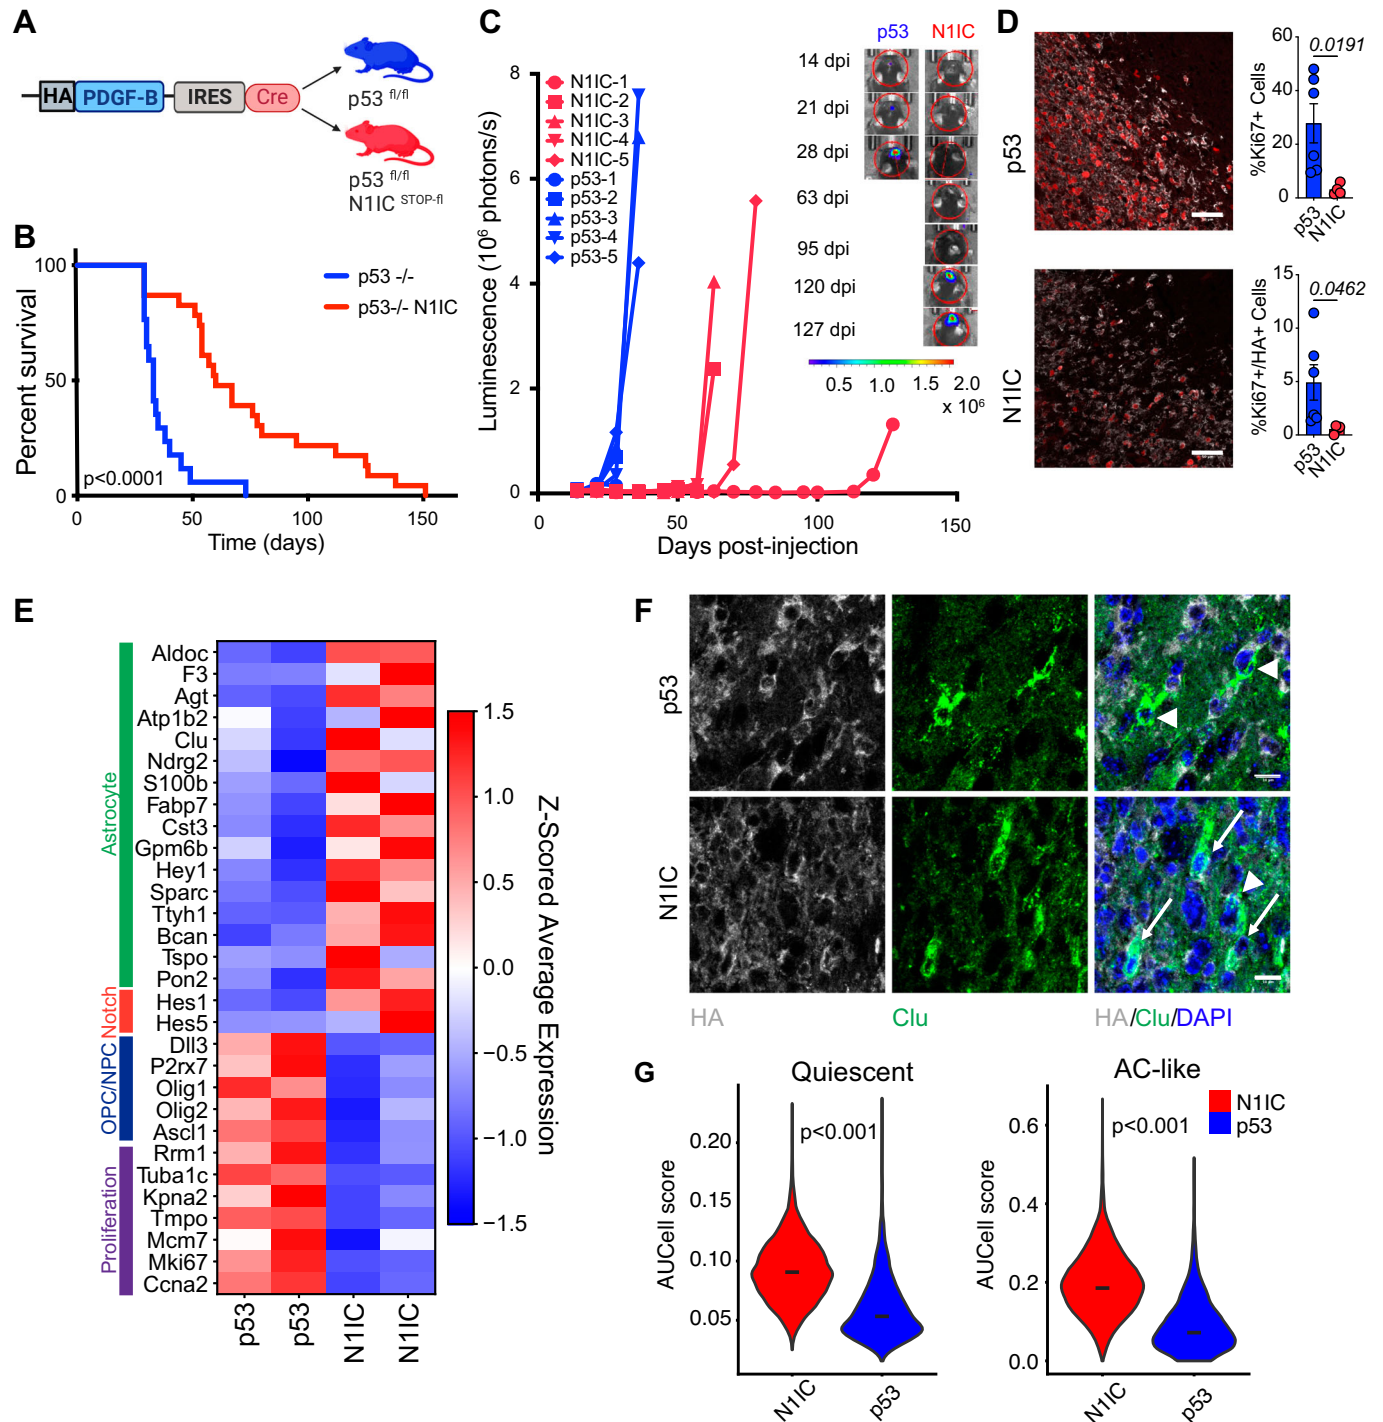 A
HA PDGF-B IRES Cre
p53 fl/fl
p53 fl/fl
N1IC STOP-fl
B
Percent survival
100
50
0
p53 -/-
p53-/- N1IC
p<0.0001
0 50 100 150
Time (days)
C
Luminescence (10⁶ photons/s)
8
6
4
2
0
N1IC-1
N1IC-2
N1IC-3
N1IC-4
N1IC-5
p53-1
p53-2
p53-3
p53-4
p53-5
p53 N1IC
14 dpi
21 dpi
28 dpi
63 dpi
95 dpi
120 dpi
127 dpi
0.5 1.0 2.0
x 10⁶
0 50 100 150
Days post-injection
D
p53
N1IC
%Ki67+ Cells
60
40
20
0
0.0191
p53 N1IC
%Ki67+/HA+ Cells
15
10
5
0
0.0462
p53 N1IC
E
Astrocyte
Notch
OPC/NPC
Proliferation
Aldoc
F3
Agt
Atp1b2
Clu
Ndrg2
S100b
Fabp7
Cst3
Gpm6b
Hey1
Sparc
Ttyh1
Bcan
Tspo
Pon2
Hes1
Hes5
Dll3
P2rx7
Olig1
Olig2
Ascl1
Rrm1
Tuba1c
Kpna2
Tmpo
Mcm7
Mki67
Ccna2
p53 p53 N1IC N1IC
1.5
1.0
0.5
0.0
−0.5
−1.0
−1.5
Z-Scored Average Expression
F
p53
N1IC
HA Clu HA/Clu/DAPI
G
Quiescent
AUCell score
0.20
0.15
0.10
0.05
p<0.001
N1IC p53
AC-like
AUCell score
0.6
0.4
0.2
0.0
p<0.001
N1IC
p53
N1IC p53